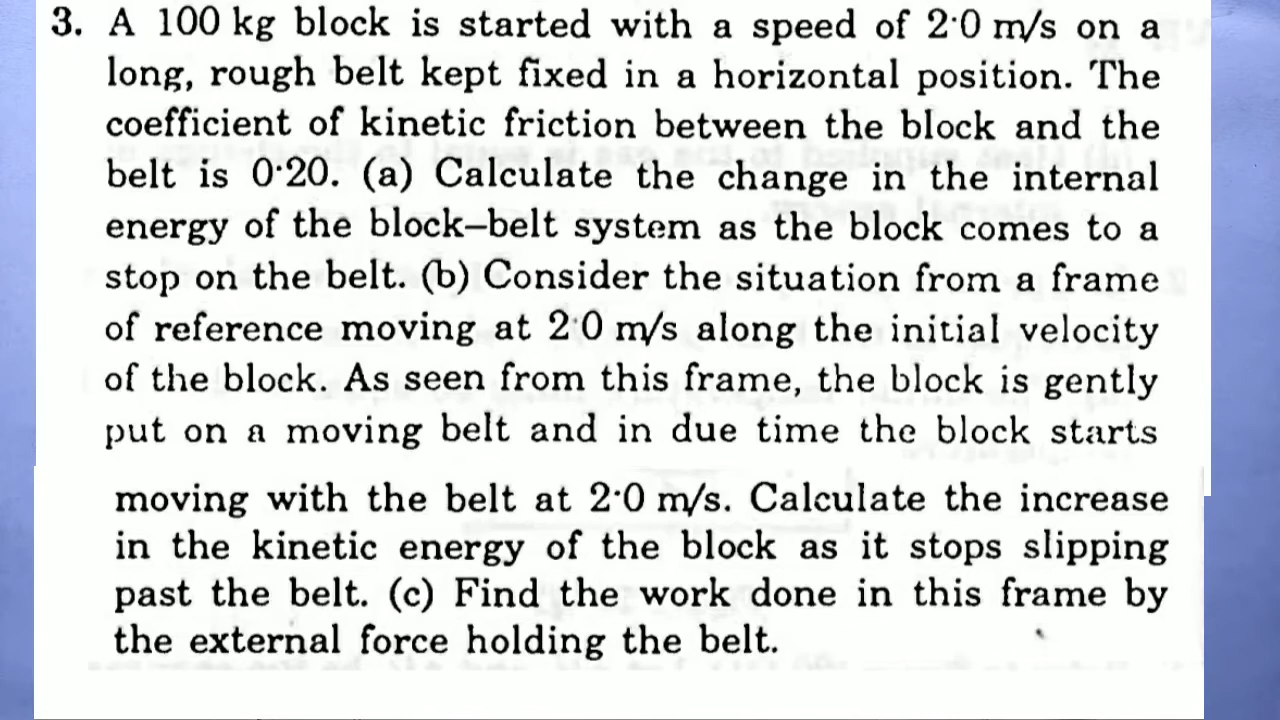 3. A 100 kg block is started with a speed of 2·0 m/s on a
long, rough belt kept fixed in a horizontal position. The
coefficient of kinetic friction between the block and the
belt is 0·20. (a) Calculate the change in the internal
energy of the block–belt system as the block comes to a
stop on the belt. (b) Consider the situation from a frame
of reference moving at 2·0 m/s along the initial velocity
of the block. As seen from this frame, the block is gently
put on a moving belt and in due time the block starts
moving with the belt at 2·0 m/s. Calculate the increase
in the kinetic energy of the block as it stops slipping
past the belt. (c) Find the work done in this frame by
the external force holding the belt.